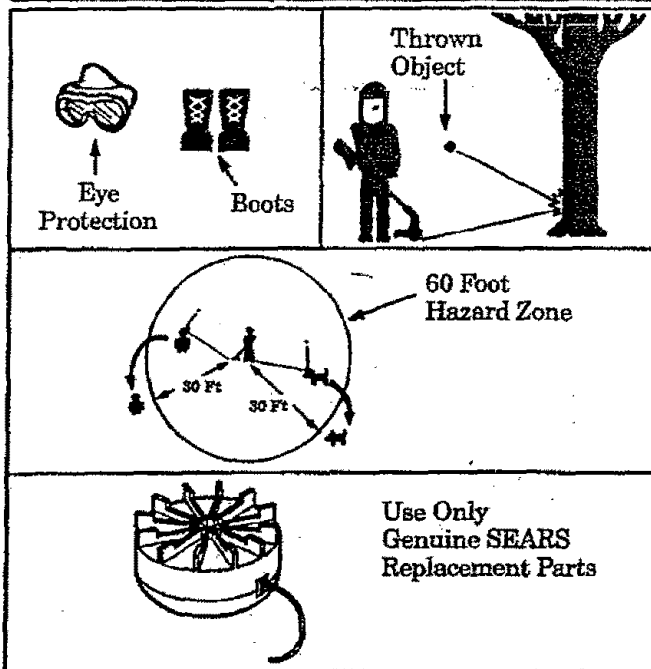 Thrown
Object
Eye
Protection
Boots
60 Foot
Hazard Zone
30 Ft
30 Ft
Use Only
Genuine SEARS
Replacement Parts